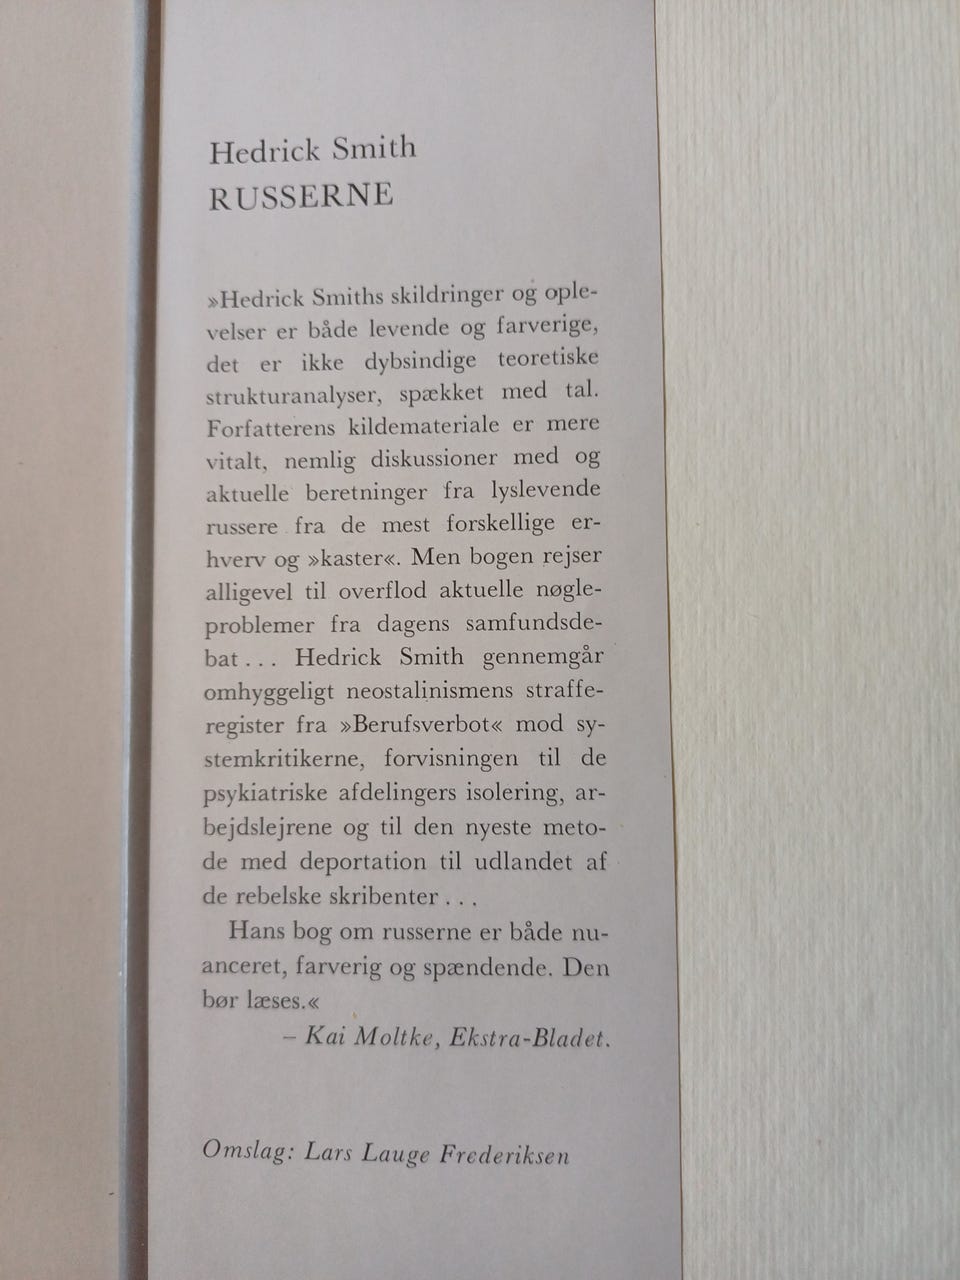 Hedrick Smith
RUSSERNE
»Hedrick Smiths skildringer og ople-
velser er både levende og farverige,
det er ikke dybsindige teoretiske
strukturanalyser, spækket med tal.
Forfatterens kildemateriale er mere
vitalt, nemlig diskussioner med og
aktuelle beretninger fra lyslevende
russere fra de mest forskellige er-
hverv og »kaster«. Men bogen rejser
alligevel til overflod aktuelle nøgle-
problemer fra dagens samfundsde-
bat... Hedrick Smith gennemgår
omhyggeligt neostalinismens straffe-
register fra »Berufsverbot« mod sy-
stemkritikerne, forvisningen til de
psykiatriske afdelingers isolering, ar-
bejdslejrene og til den nyeste meto-
de med deportation til udlandet af
de rebelske skribenter...
Hans bog om russerne er både nu-
anceret, farverig og spændende. Den
bør læses.«
– Kai Moltke, Ekstra-Bladet.
Omslag: Lars Lauge Frederiksen